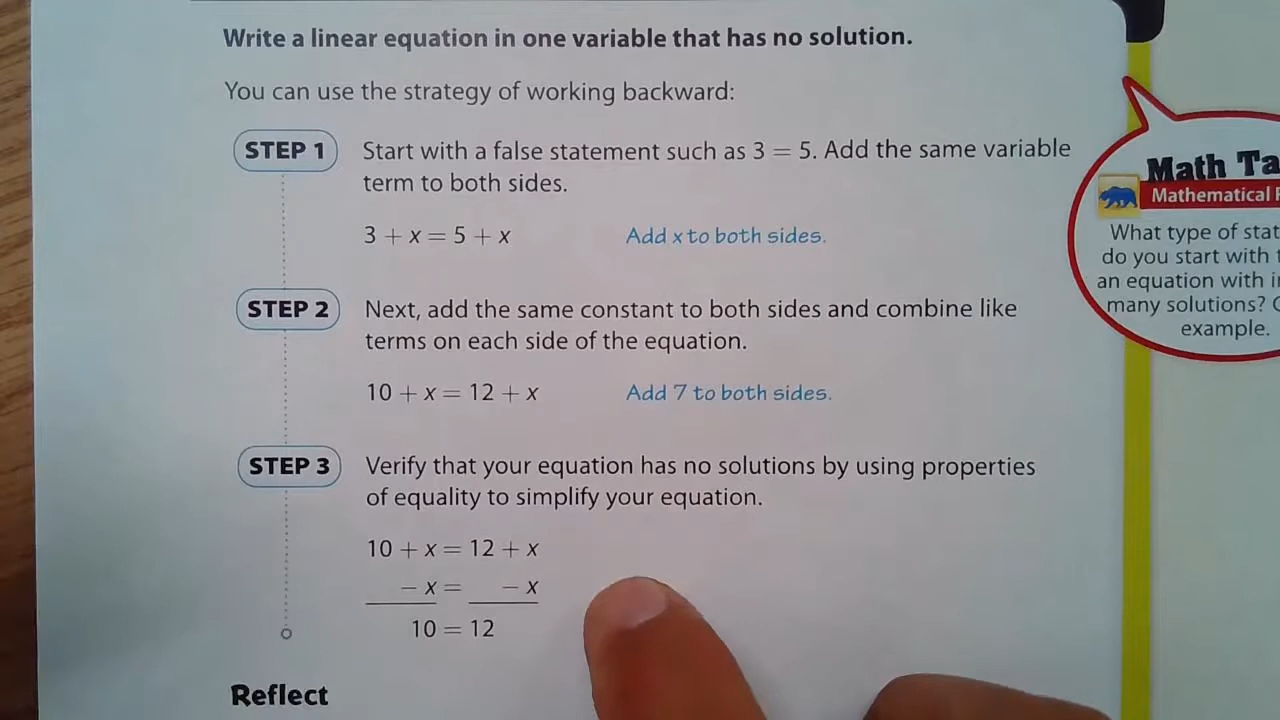 Write a linear equation in one variable that has no solution.
You can use the strategy of working backward:
STEP 1
Start with a false statement such as 3 = 5. Add the same variable
term to both sides.
3 + x = 5 + x
Add x to both sides.
STEP 2
Next, add the same constant to both sides and combine like
terms on each side of the equation.
10 + x = 12 + x
Add 7 to both sides.
STEP 3
Verify that your equation has no solutions by using properties
of equality to simplify your equation.
10 + x = 12 + x
− x = − x
10 = 12
Reflect
Math
Mathematical
What type of
do you start with
an equation with
many solutions?
example.